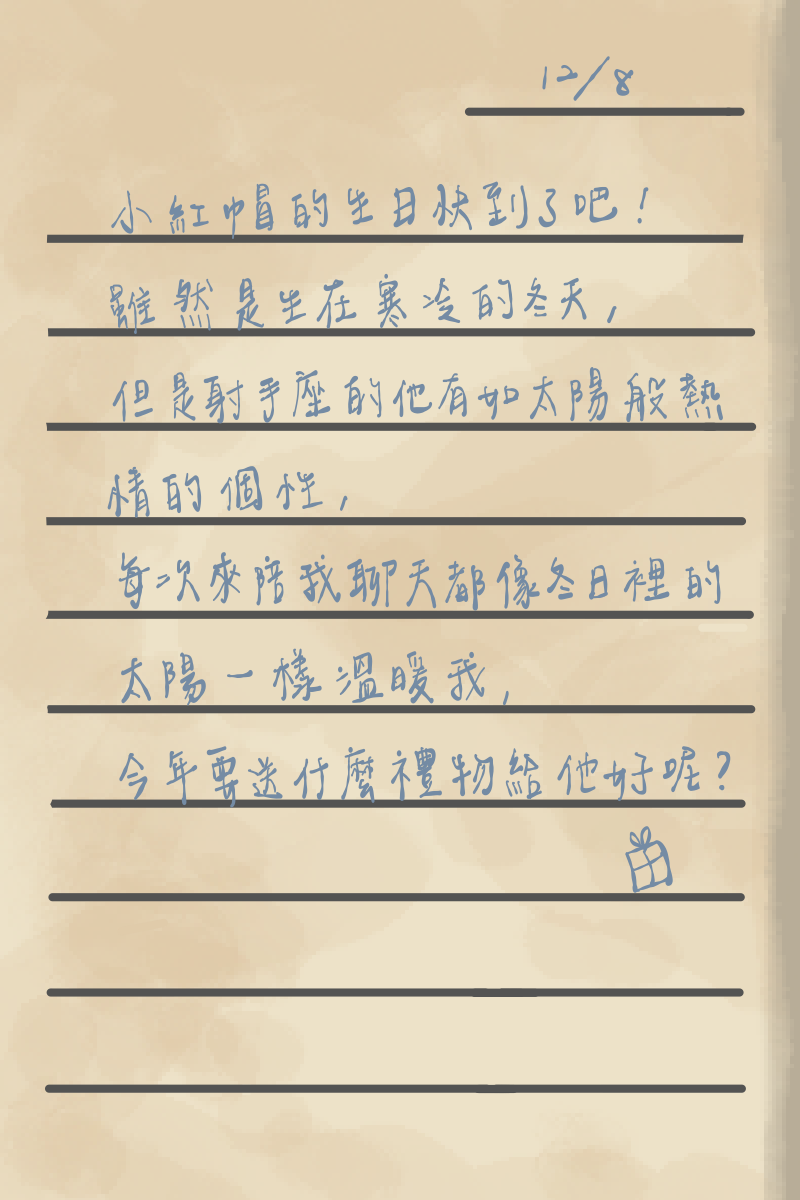 12/8
小紅帽的生日快到了吧！
雖然是生在寒冷的冬天，
但是射手座的他有如太陽般熱
情的個性，
每次來陪我聊天都像冬日裡的
太陽一樣溫暖我，
今年要送什麼禮物給他好呢？